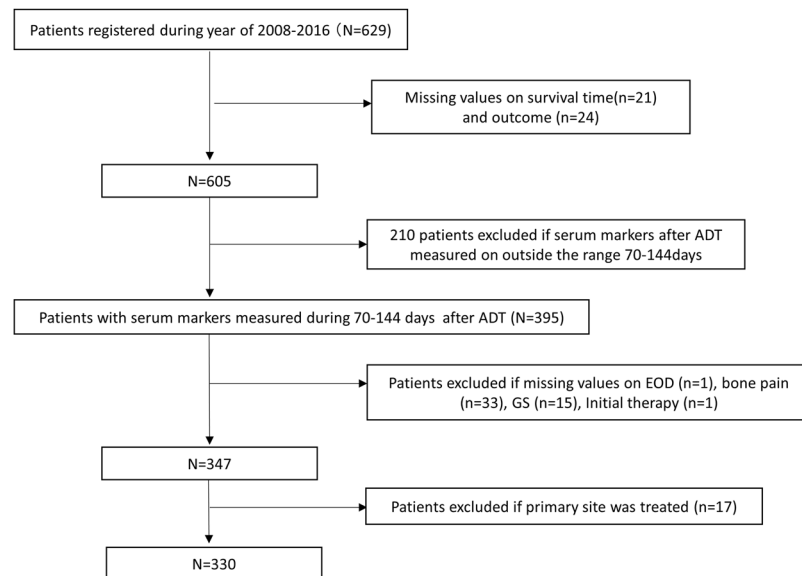 Patients registered during year of 2008-2016（N=629)
Missing values on survival time(n=21)
and outcome (n=24)
N=605
210 patients excluded if serum markers after ADT
measured on outside the range 70-144days
Patients with serum markers measured during 70-144 days after ADT (N=395)
Patients excluded if missing values on EOD (n=1), bone pain
(n=33), GS (n=15), Initial therapy (n=1)
N=347
Patients excluded if primary site was treated (n=17)
N=330